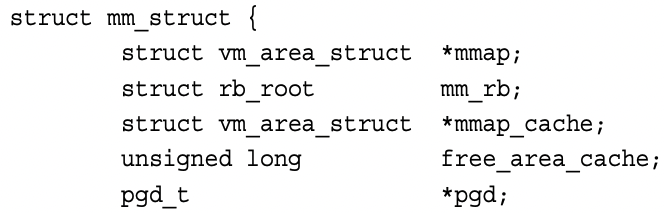 struct mm_struct {
        struct vm_area_struct  *mmap;
        struct rb_root         mm_rb;
        struct vm_area_struct  *mmap_cache;
        unsigned long          free_area_cache;
        pgd_t                  *pgd;